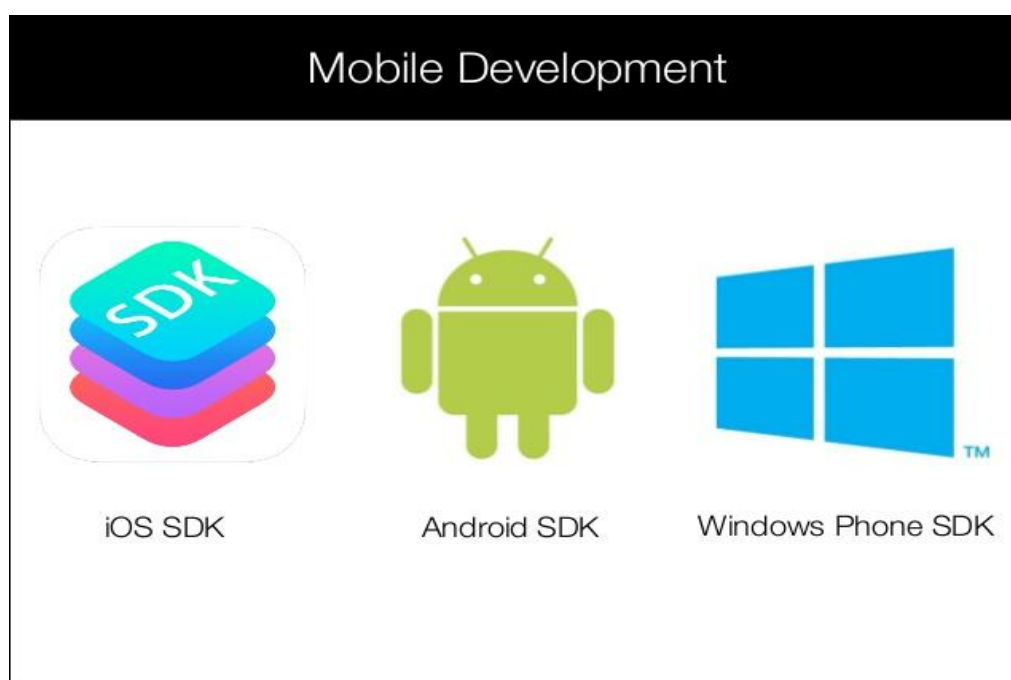 Mobile Development
SDK
TM
iOS SDK
Android SDK
Windows Phone SDK